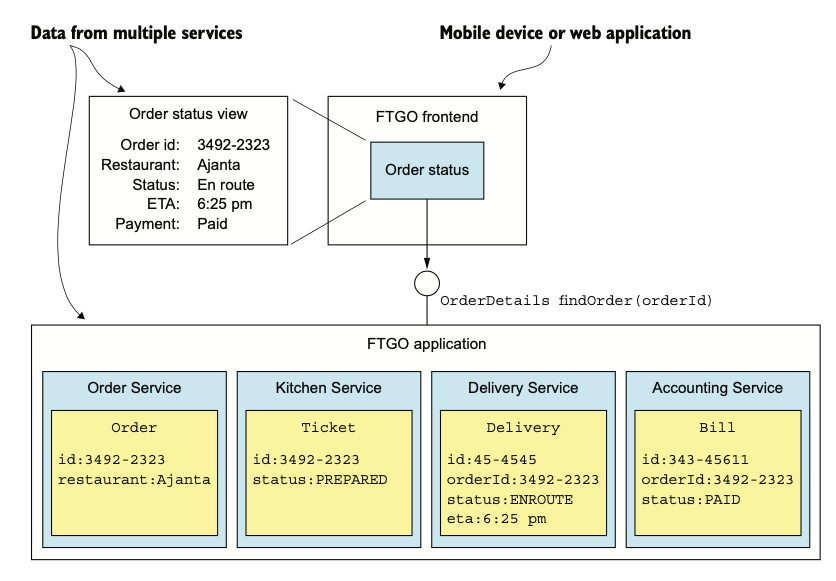 Data from multiple services
Mobile device or web application
Order status view
Order id: 3492-2323
Restaurant: Ajanta
Status: En route
ETA: 6:25 pm
Payment: Paid
FTGO frontend
Order status
OrderDetails findOrder(orderId)
FTGO application
Order Service
Order
id:3492-2323
restaurant:Ajanta
Kitchen Service
Ticket
id:3492-2323
status:PREPARED
Delivery Service
Delivery
id:45-4545
orderId:3492-2323
status:ENROUTE
eta:6:25 pm
Accounting Service
Bill
id:343-45611
orderId:3492-2323
status:PAID